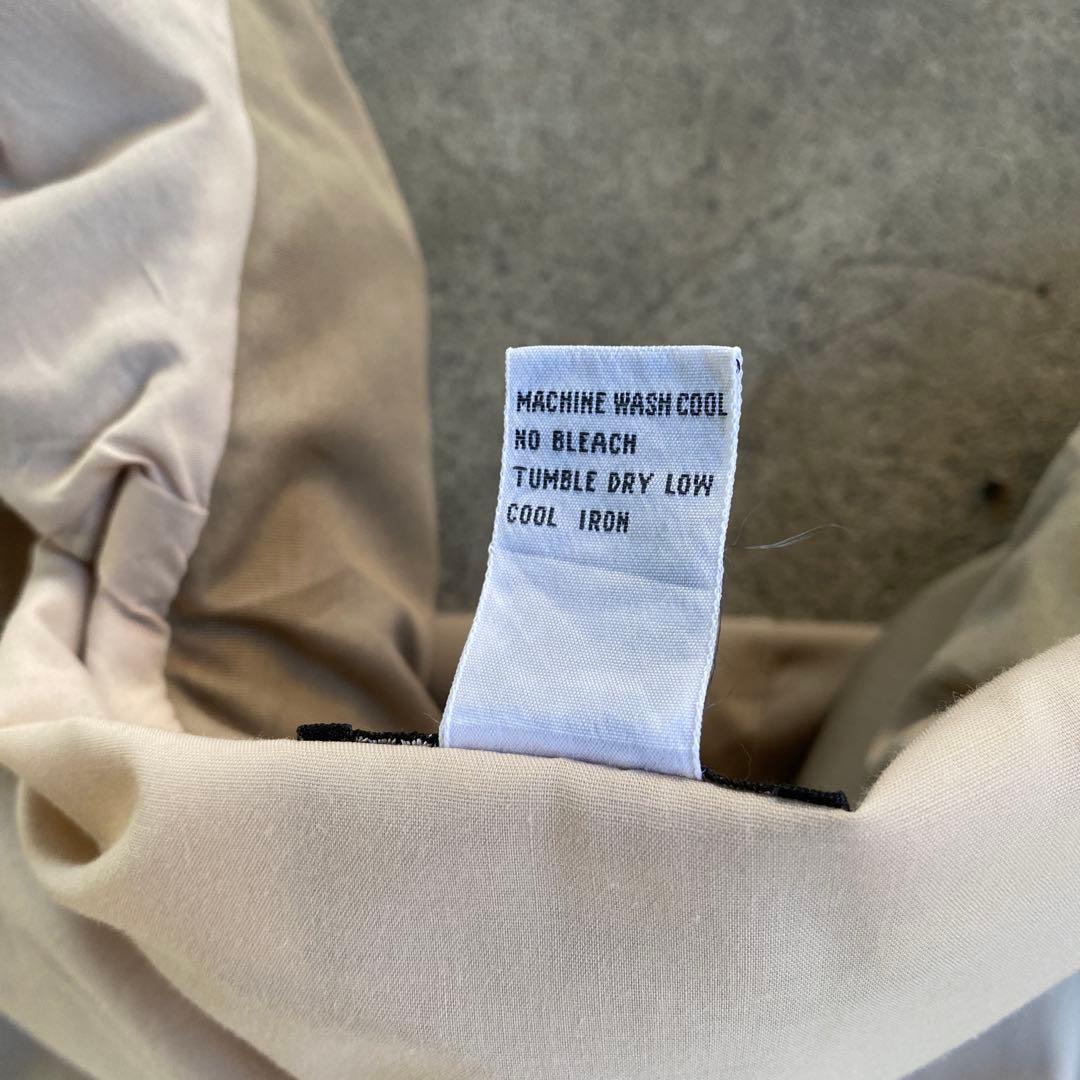 MACHINE WASH COOL
NO BLEACH
TUMBLE DRY LOW
COOL IRON